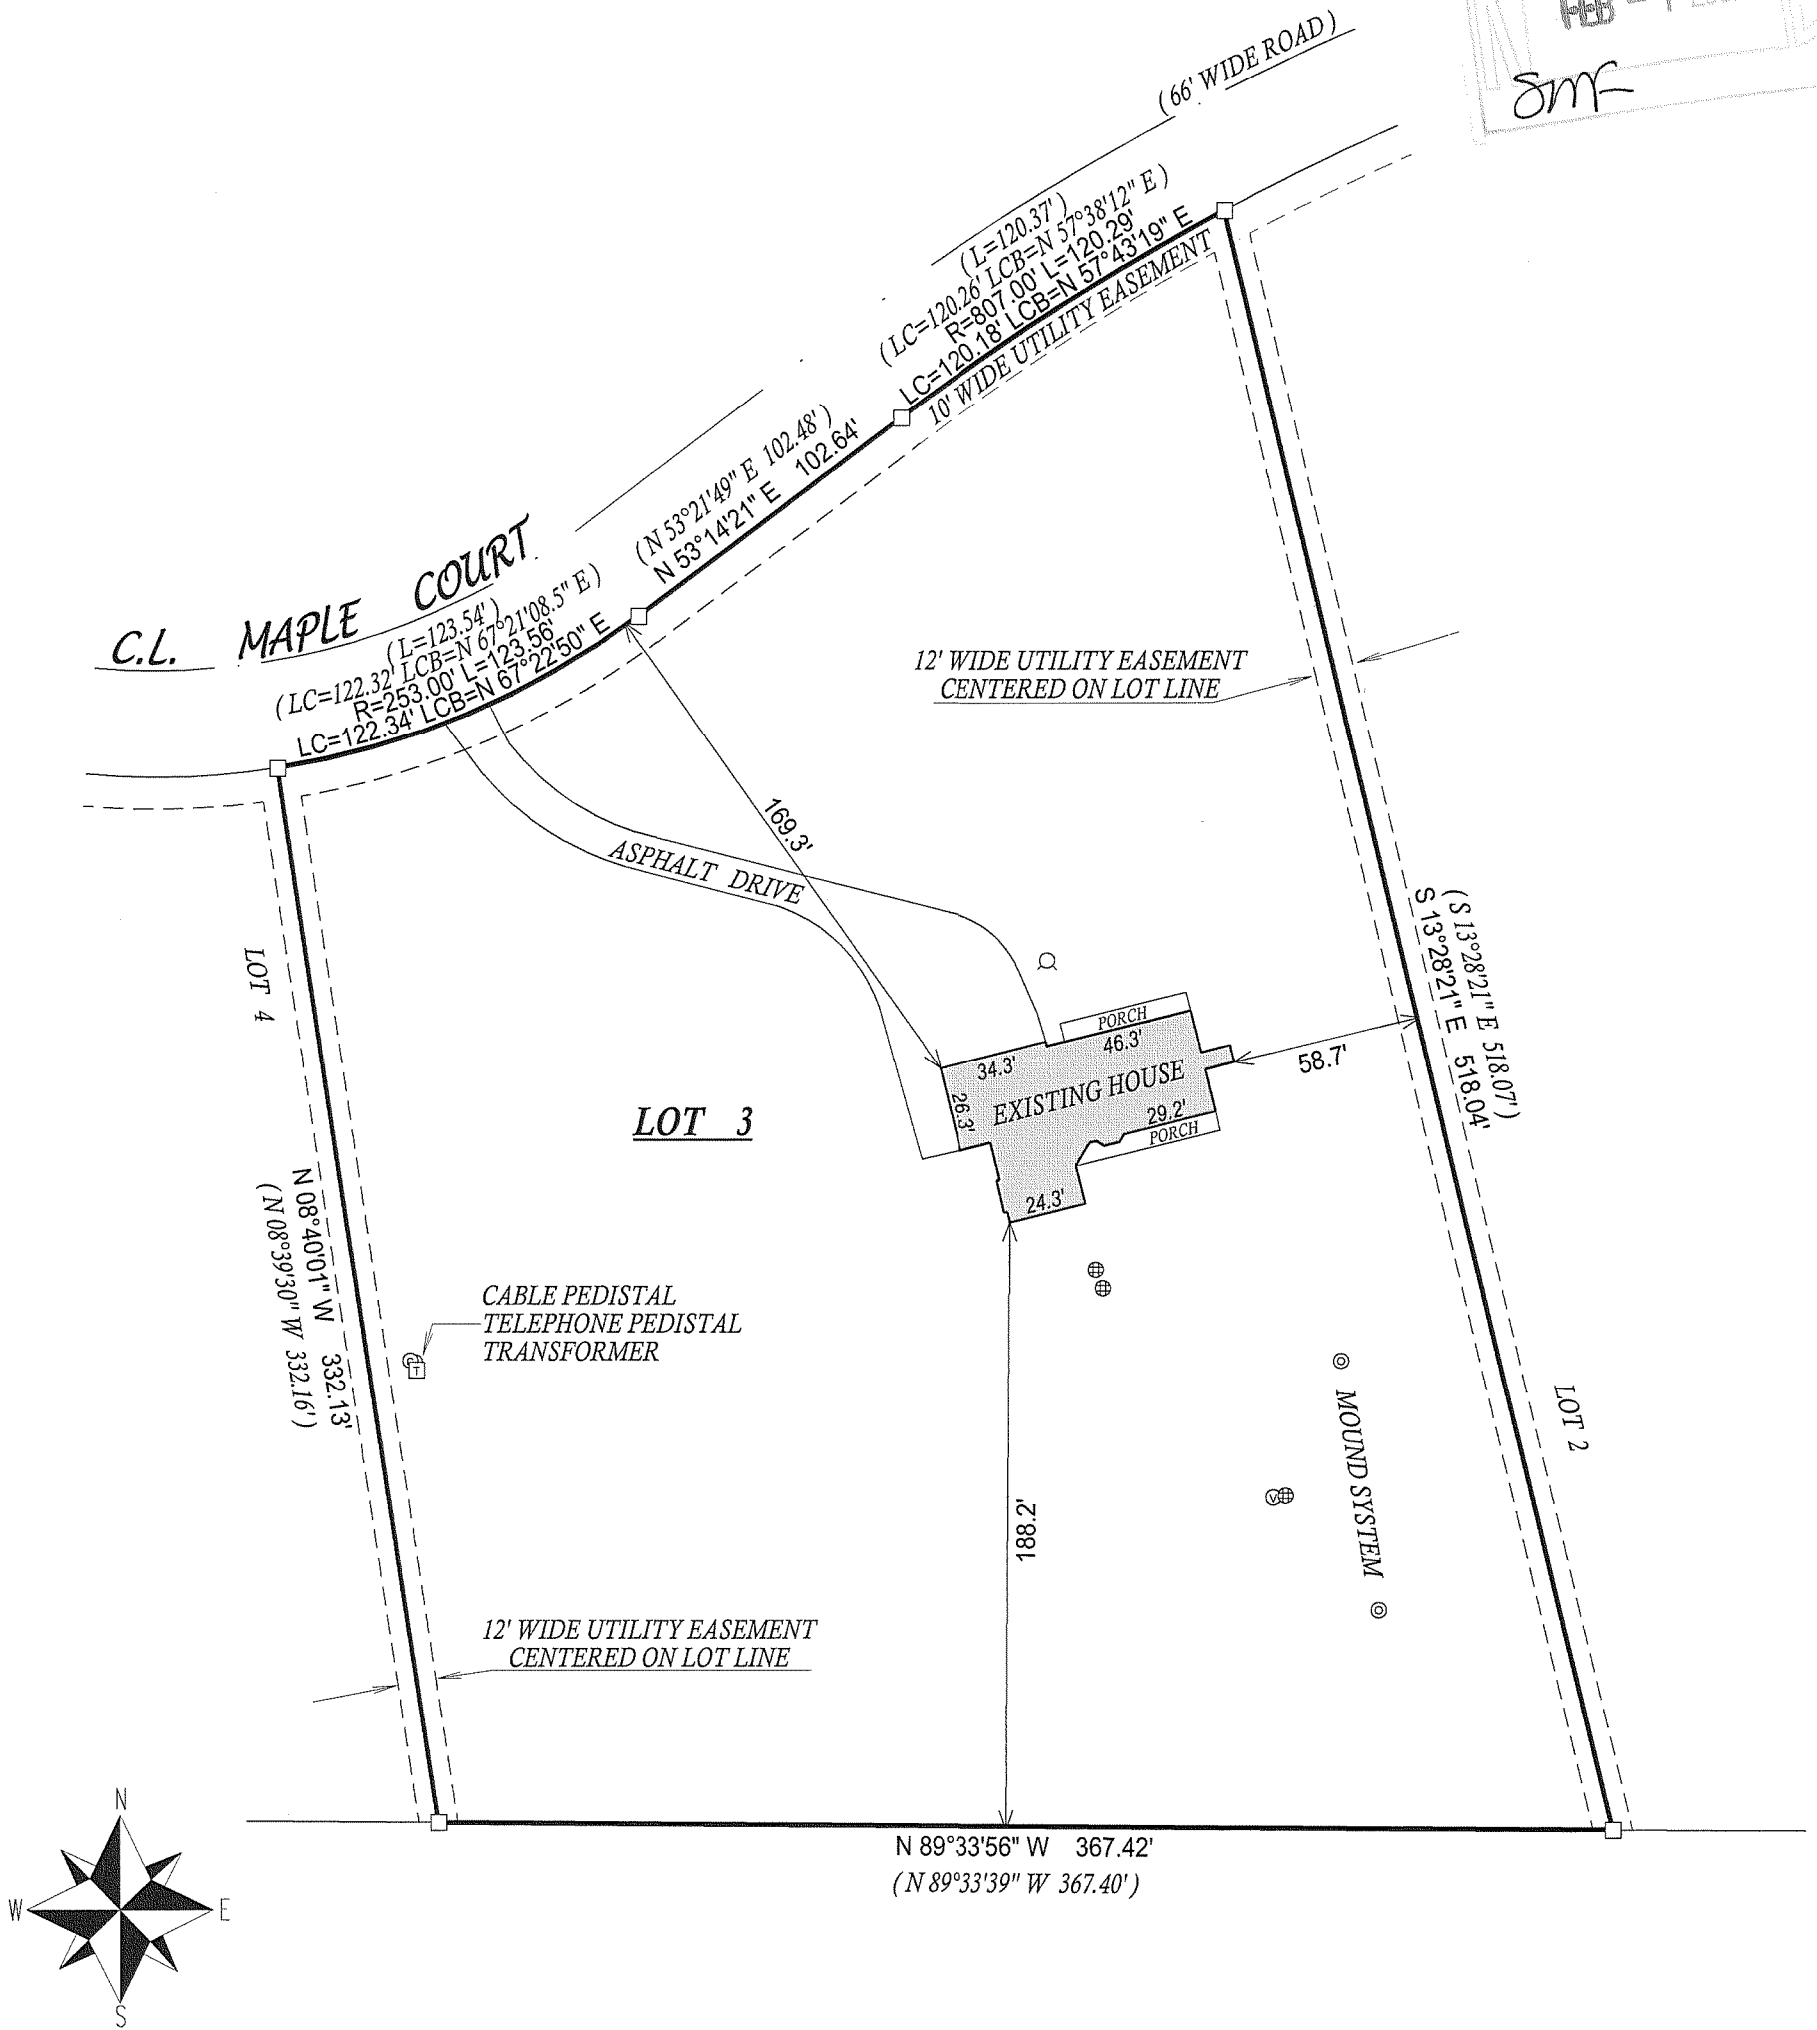 FEB
SMF
( 66' WIDE ROAD )
( L=120.37' )
( LC=120.26' LCB=N 57°38'12" E )
R=807.00' L=120.29'
LC=120.18' LCB=N 57°43'19" E
10' WIDE UTILITY EASEMENT
( N 53°21'49" E 102.48' )
N 53°14'21" E 102.64'
C.L. MAPLE COURT
( L=123.54' )
( LC=122.32' LCB=N 67°21'08.5" E )
R=253.00' L=123.56'
LC=122.34' LCB=N 67°22'50" E
12' WIDE UTILITY EASEMENT
CENTERED ON LOT LINE
169.3'
ASPHALT DRIVE
( S 13°28'21" E 518.07' )
S 13°28'21" E 518.04'
LOT 4
PORCH
46.3'
34.3'
58.7'
EXISTING HOUSE
26.3'
29.2'
PORCH
24.3'
LOT 3
N 08°40'01" W 332.13'
( N 08°39'30" W 332.16' )
CABLE PEDISTAL
TELEPHONE PEDISTAL
TRANSFORMER
T
LOT 2
MOUND SYSTEM
V
188.2'
12' WIDE UTILITY EASEMENT
CENTERED ON LOT LINE
N 89°33'56" W 367.42'
( N 89°33'39" W 367.40' )
N
W
E
S